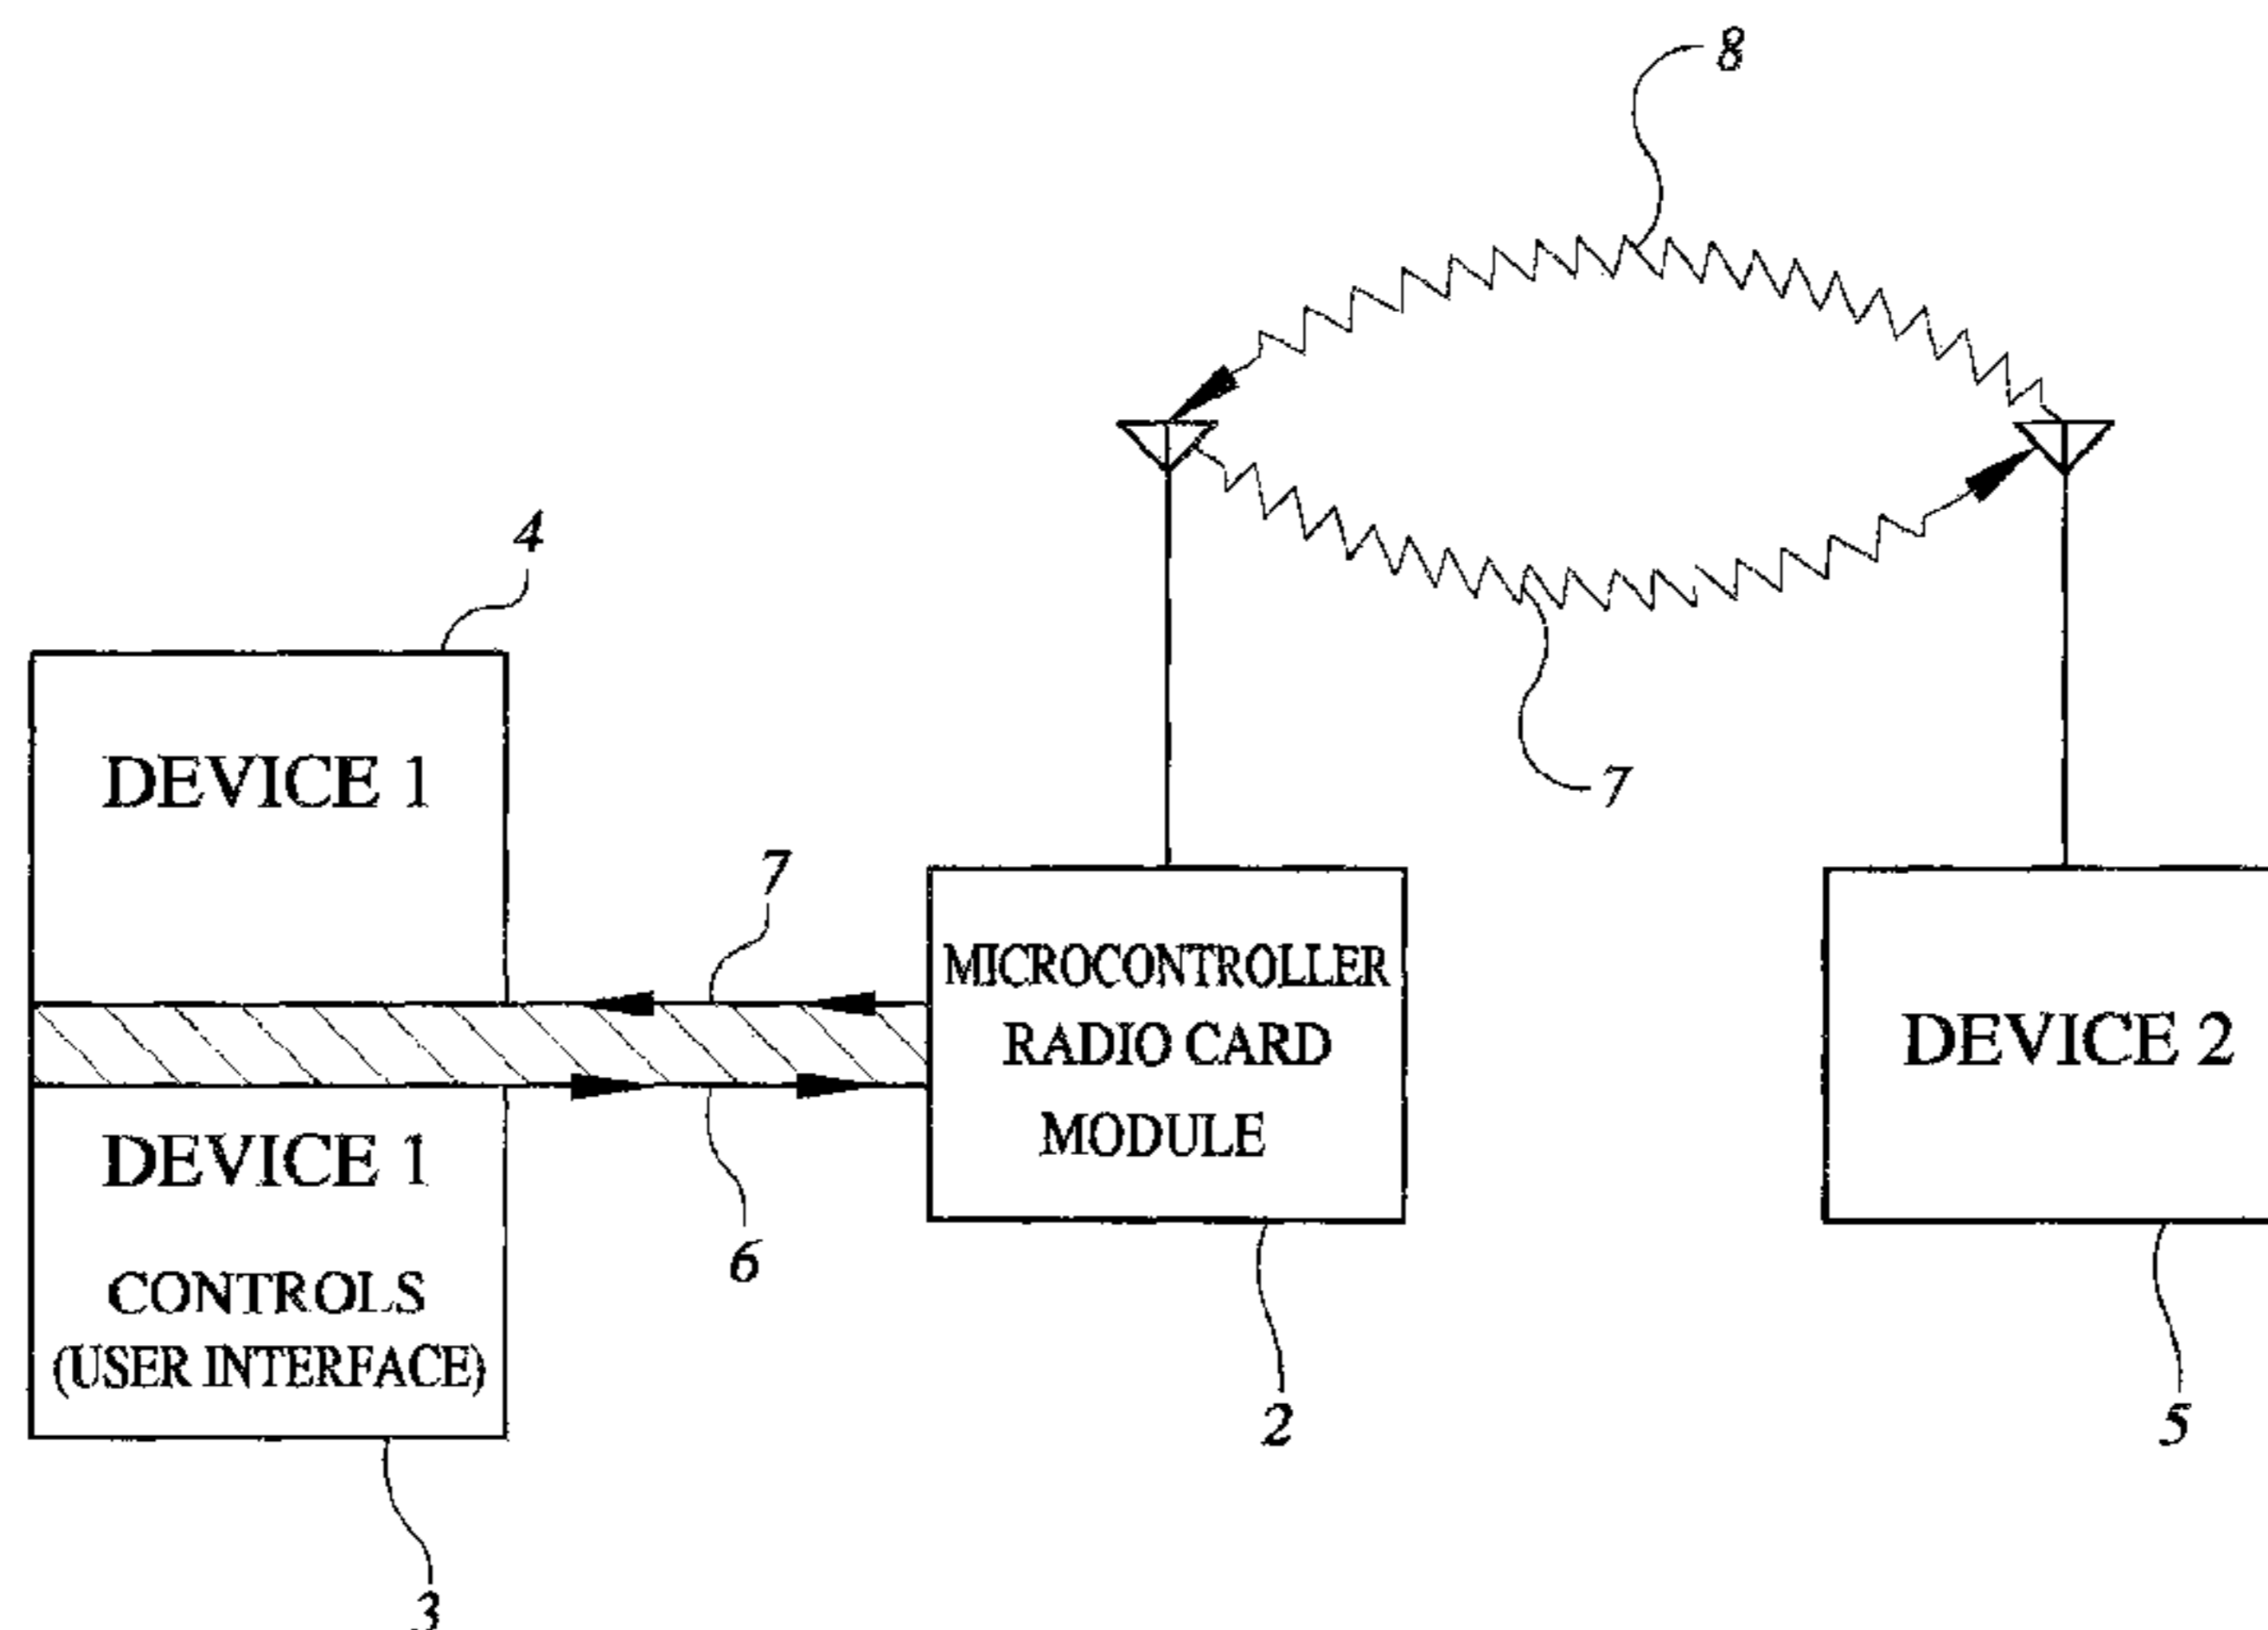 8
4
DEVICE 1
7
7
MICROCONTROLLER
RADIO CARD
MODULE
DEVICE 2
DEVICE 1
CONTROLS
(USER INTERFACE)
6
2
5
3